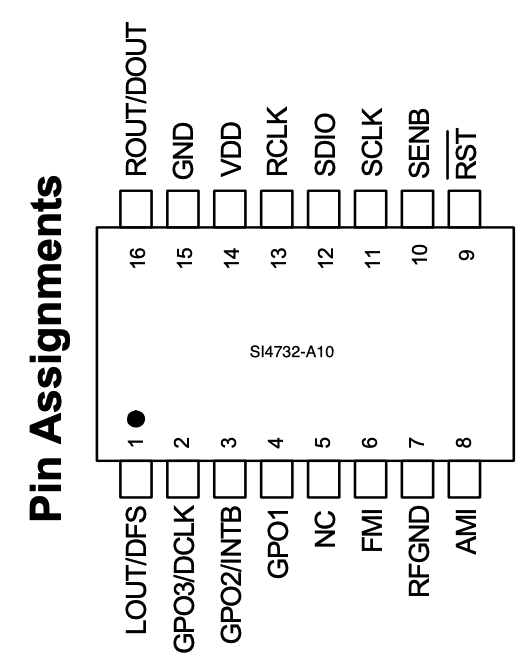 Pin Assignments
ROUT/DOUT
GND
VDD
RCLK
SDIO
SCLK
SENB
RST
16
15
14
13
12
11
10
9
SI4732-A10
1
2
3
4
5
6
7
8
LOUT/DFS
GPO3/DCLK
GPO2/INTB
GPO1
NC
FMI
RFGND
AMI